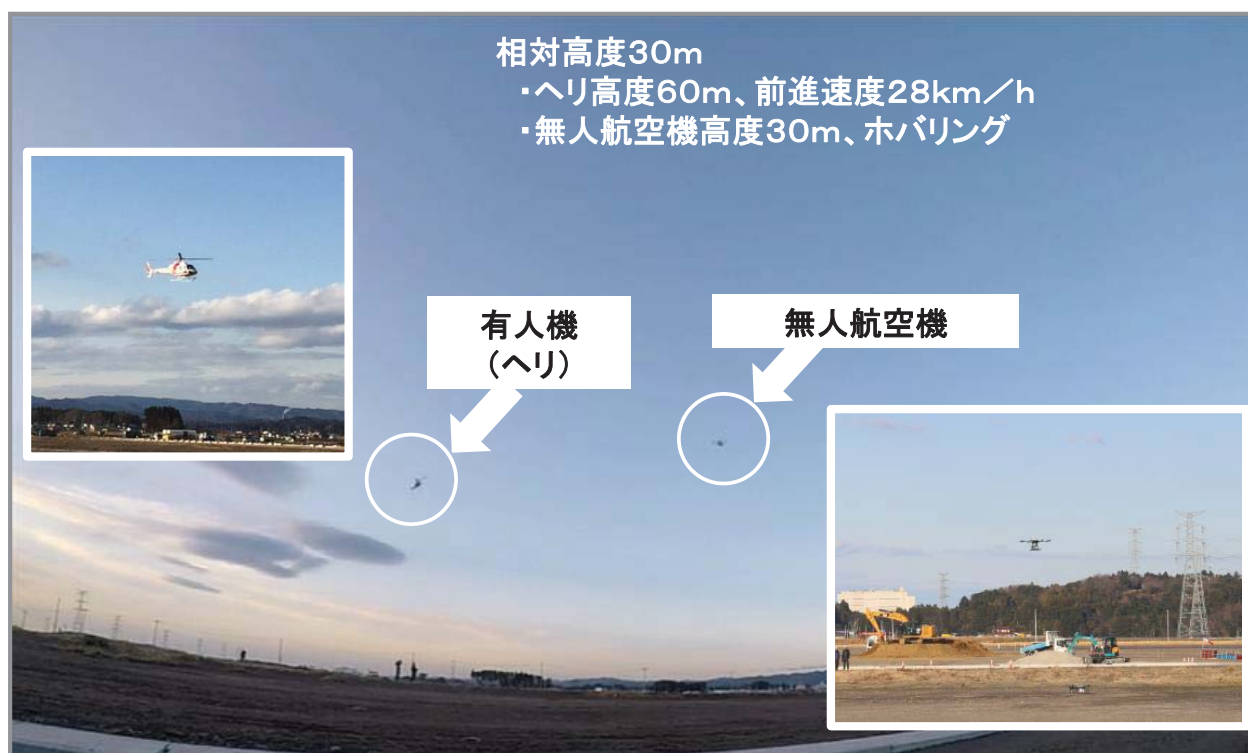 相対高度30m
・ヘリ高度60m、前進速度28km／h
・無人航空機高度30m、ホバリング
有人機
(ヘリ)
無人航空機